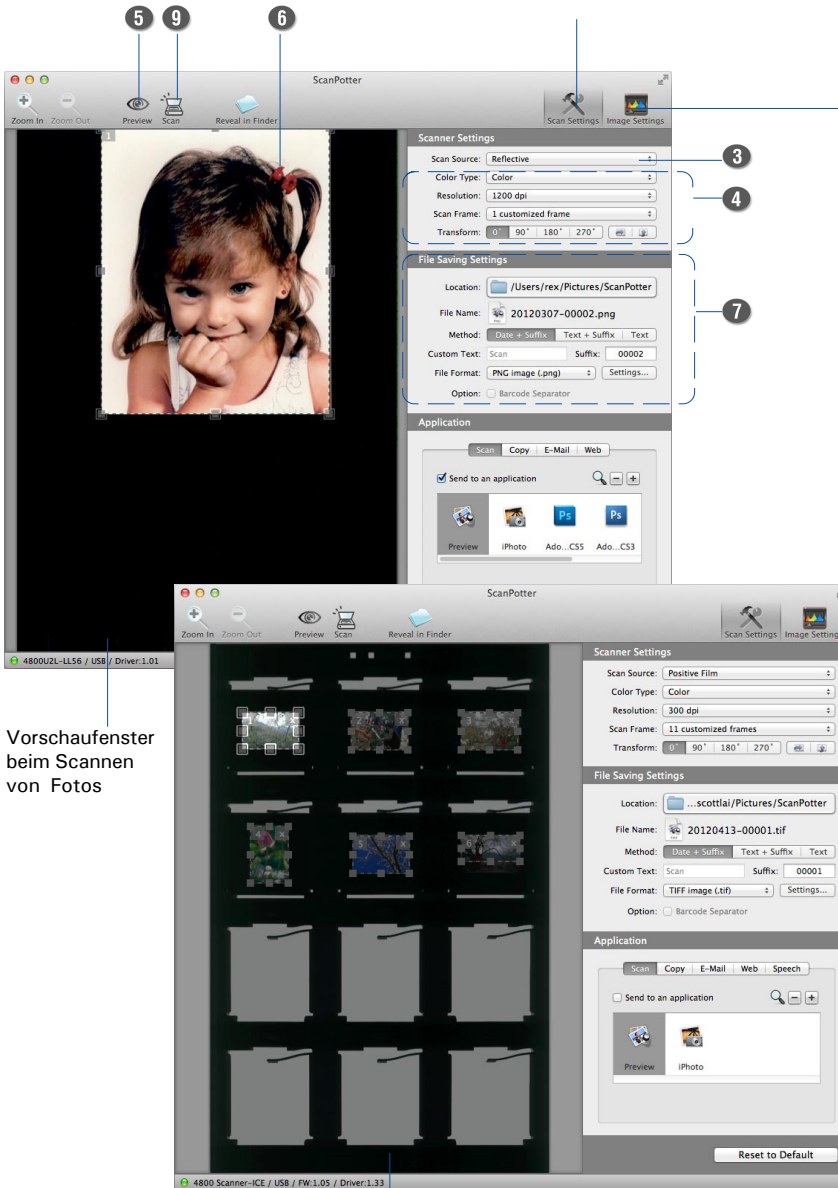 5 9 6
ScanPotter
Zoom In Zoom Out Preview Scan Reveal in Finder Scan Settings Image Settings
1
Scanner Settings
Scan Source: Reflective
3
Color Type: Color
4
Resolution: 1200 dpi
Scan Frame: 1 customized frame
Transform: 0° 90° 180° 270°
File Saving Settings
Location: /Users/rex/Pictures/ScanPotter
File Name: 20120307-00002.png
7
Method: Date + Suffix Text + Suffix Text
Custom Text: Scan Suffix: 00002
File Format: PNG image (.png) Settings...
Option: Barcode Separator
Application
Scan Copy E-Mail Web
Send to an application
Preview iPhoto Ado...CS5 Ado...CS3
4800U2L-LL56 / USB / Driver:1.01
Vorschaufenster
beim Scannen
von Fotos
ScanPotter
Zoom In Zoom Out Preview Scan Reveal in Finder Scan Settings Image Setting
Scanner Settings
Scan Source: Positive Film
Color Type: Color
Resolution: 300 dpi
Scan Frame: 11 customized frames
Transform: 0° 90° 180° 270°
1 X 2 X 3 X
File Saving Settings
Location: ...scottlai/Pictures/ScanPotter
File Name: 20120413-00001.tif
Method: Date + Suffix Text + Suffix Text
4 X 5 X 6 X
Custom Text: Scan Suffix: 00001
File Format: TIFF image (.tif) Settings...
Option: Barcode Separator
Application
Scan Copy E-Mail Web Speech
Send to an application
Preview iPhoto
Reset to Default
4800 Scanner-ICE / USB / FW:1.05 / Driver:1.33